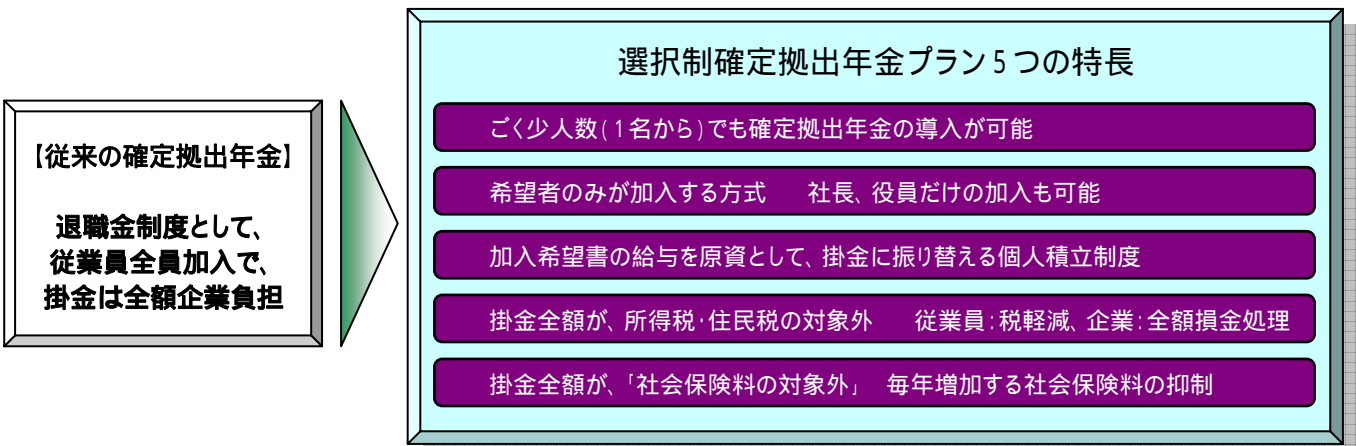 【従来の確定拠出年金】
退職金制度として、
従業員全員加入で、
掛金は全額企業負担
選択制確定拠出年金プラン5つの特長
ごく少人数(1名から)でも確定拠出年金の導入が可能
希望者のみが加入する方式　社長、役員だけの加入も可能
加入希望書の給与を原資として、掛金に振り替える個人積立制度
掛金全額が、所得税・住民税の対象外　従業員:税軽減、企業:全額損金処理
掛金全額が、「社会保険料の対象外」　毎年増加する社会保険料の抑制